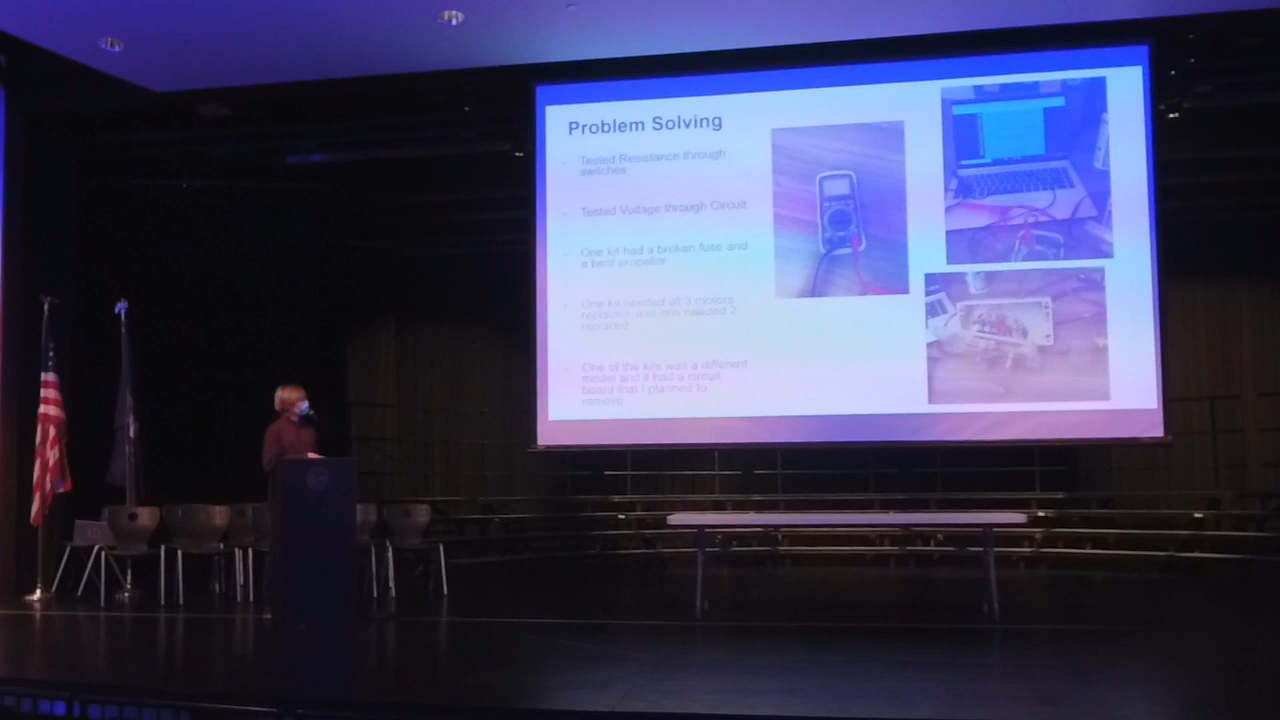 Problem Solving
Tested Resistance through
switches
Tested Voltage through Circuit
One kit had a broken fuse and
a bent propellor
One kit needed all 3 motors
replaced and one needed 2
replaced
One of the kits was a different
model and it had a circuit
board that I planned to
remove